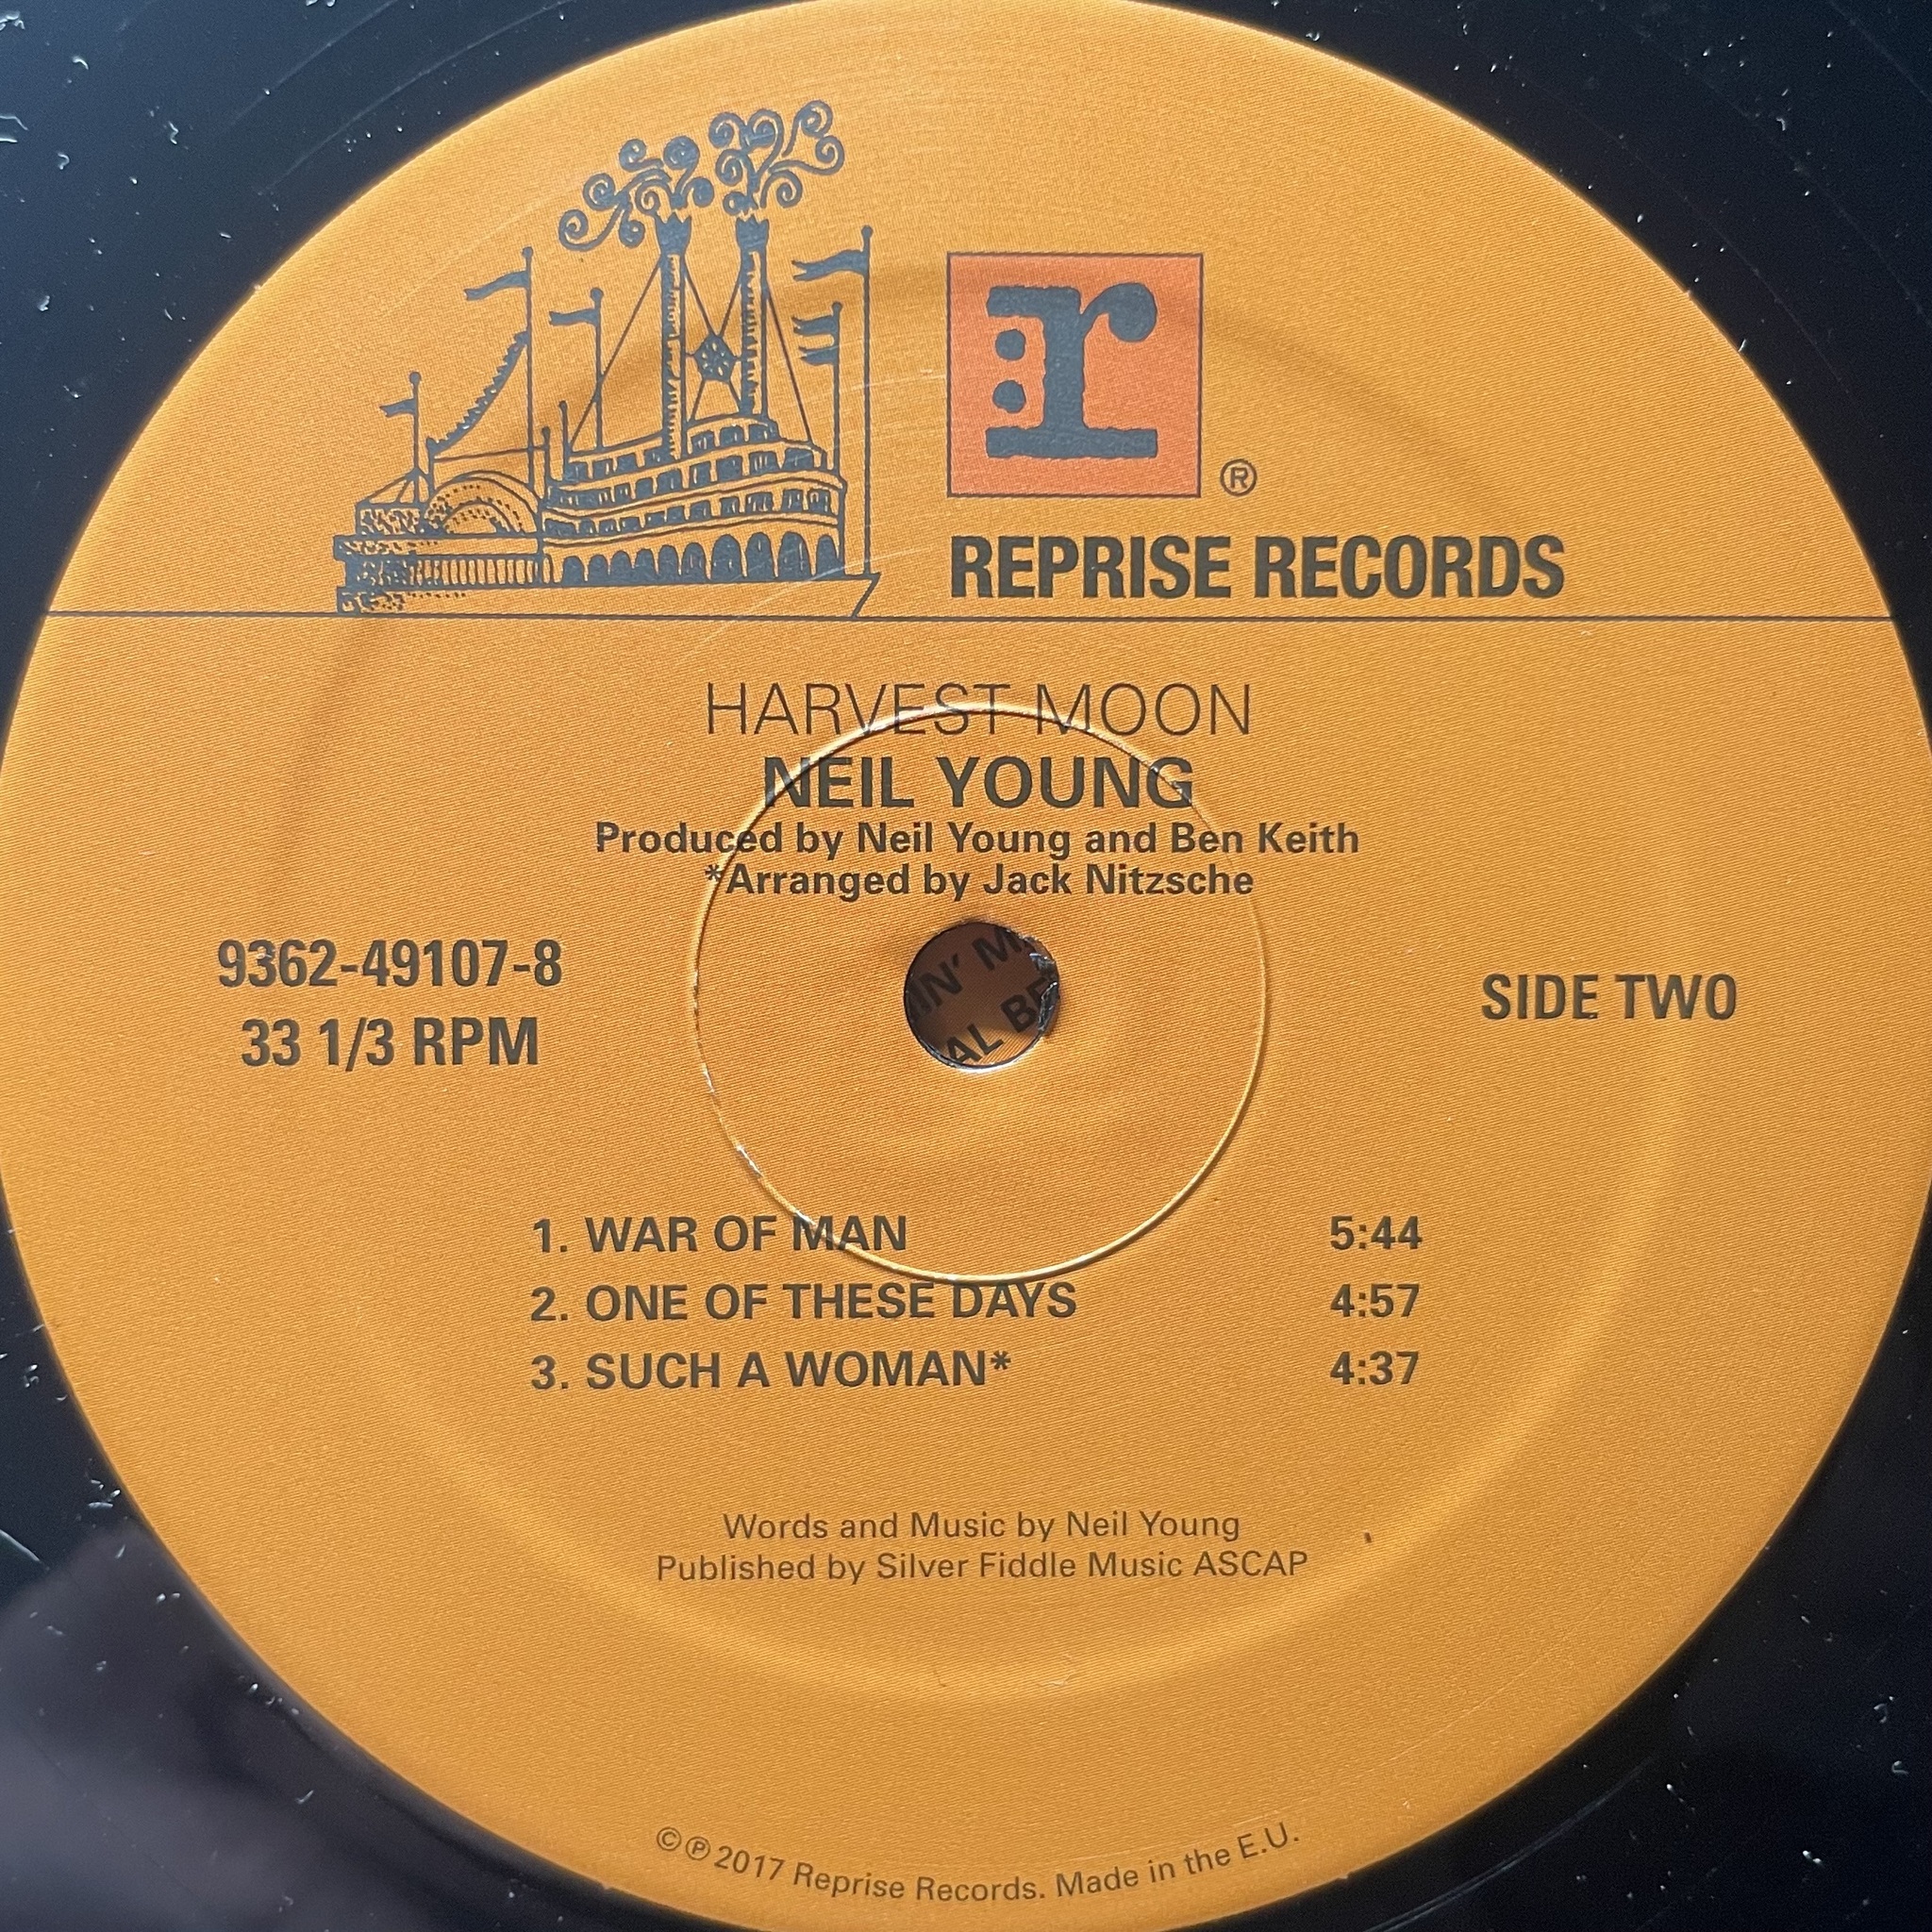 r:
®
REPRISE RECORDS
HARVEST MOON
NEIL YOUNG
Produced by Neil Young and Ben Keith
*Arranged by Jack Nitzsche
9362-49107-8
33 1/3 RPM
SIDE TWO
1. WAR OF MAN 5:44
2. ONE OF THESE DAYS 4:57
3. SUCH A WOMAN* 4:37
Words and Music by Neil Young
Published by Silver Fiddle Music ASCAP
©℗ 2017 Reprise Records. Made in the E.U.